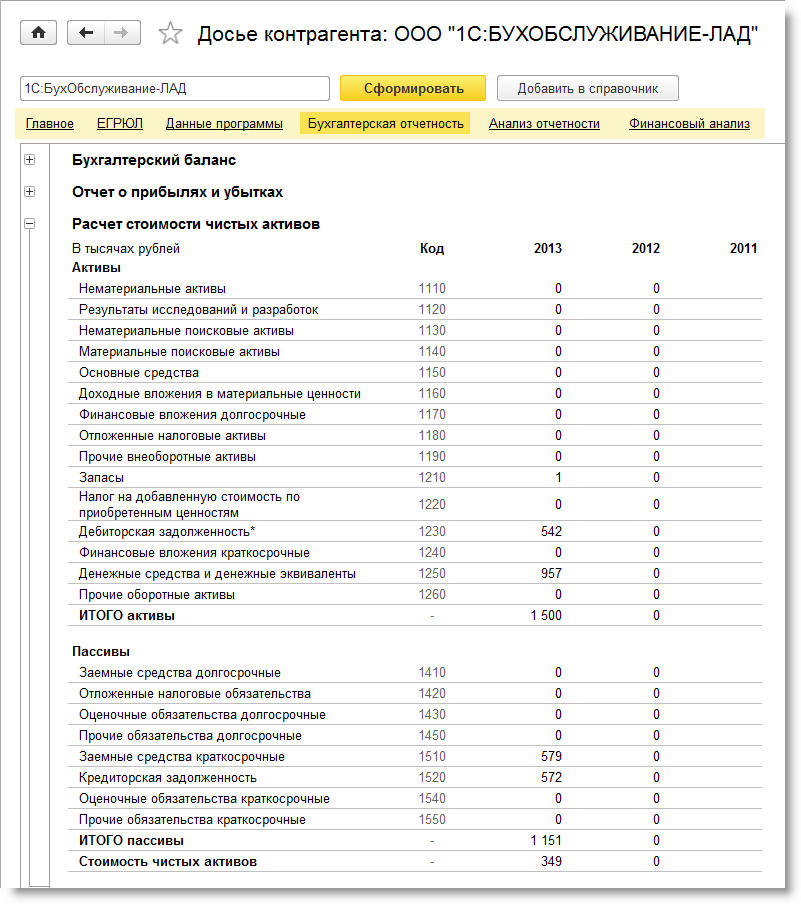 Досье контрагента: ООО "1С:БУХОБСЛУЖИВАНИЕ-ЛАД"
1С:БухОбслуживание-ЛАД Сформировать Добавить в справочник
Главное ЕГРЮЛ Данные программы Бухгалтерская отчетность Анализ отчетности Финансовый анализ
Бухгалтерский баланс
Отчет о прибылях и убытках
Расчет стоимости чистых активов
В тысячах рублей Код 2013 2012 2011
Активы
Нематериальные активы 1110 0 0
Результаты исследований и разработок 1120 0 0
Нематериальные поисковые активы 1130 0 0
Материальные поисковые активы 1140 0 0
Основные средства 1150 0 0
Доходные вложения в материальные ценности 1160 0 0
Финансовые вложения долгосрочные 1170 0 0
Отложенные налоговые активы 1180 0 0
Прочие внеоборотные активы 1190 0 0
Запасы 1210 1 0
Налог на добавленную стоимость по
приобретенным ценностям 1220 0 0
Дебиторская задолженность* 1230 542 0
Финансовые вложения краткосрочные 1240 0 0
Денежные средства и денежные эквиваленты 1250 957 0
Прочие оборотные активы 1260 0 0
ИТОГО активы - 1 500 0
Пассивы
Заемные средства долгосрочные 1410 0 0
Отложенные налоговые обязательства 1420 0 0
Оценочные обязательства долгосрочные 1430 0 0
Прочие обязательства долгосрочные 1450 0 0
Заемные средства краткосрочные 1510 579 0
Кредиторская задолженность 1520 572 0
Оценочные обязательства краткосрочные 1540 0 0
Прочие обязательства краткосрочные 1550 0 0
ИТОГО пассивы - 1 151 0
Стоимость чистых активов - 349 0